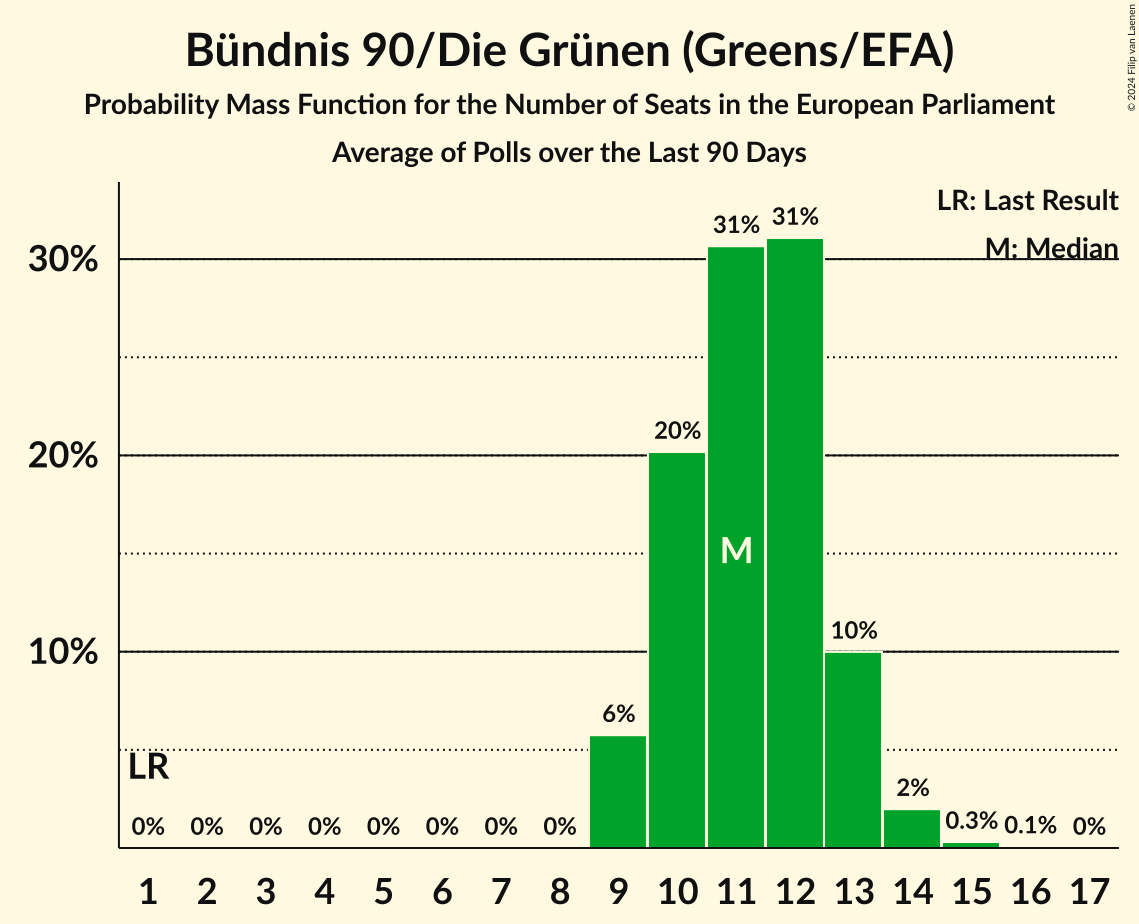 Bündnis 90/Die Grünen (Greens/EFA)
Probability Mass Function for the Number of Seats in the European Parliament
Average of Polls over the Last 90 Days
© 2024 Filip van Laenen
LR: Last Result
M: Median
30%
20%
10%
31%
31%
20%
M
10%
6%
LR
2%
0% 0% 0% 0% 0% 0% 0% 0% 0.3% 0.1% 0%
1 2 3 4 5 6 7 8 9 10 11 12 13 14 15 16 17